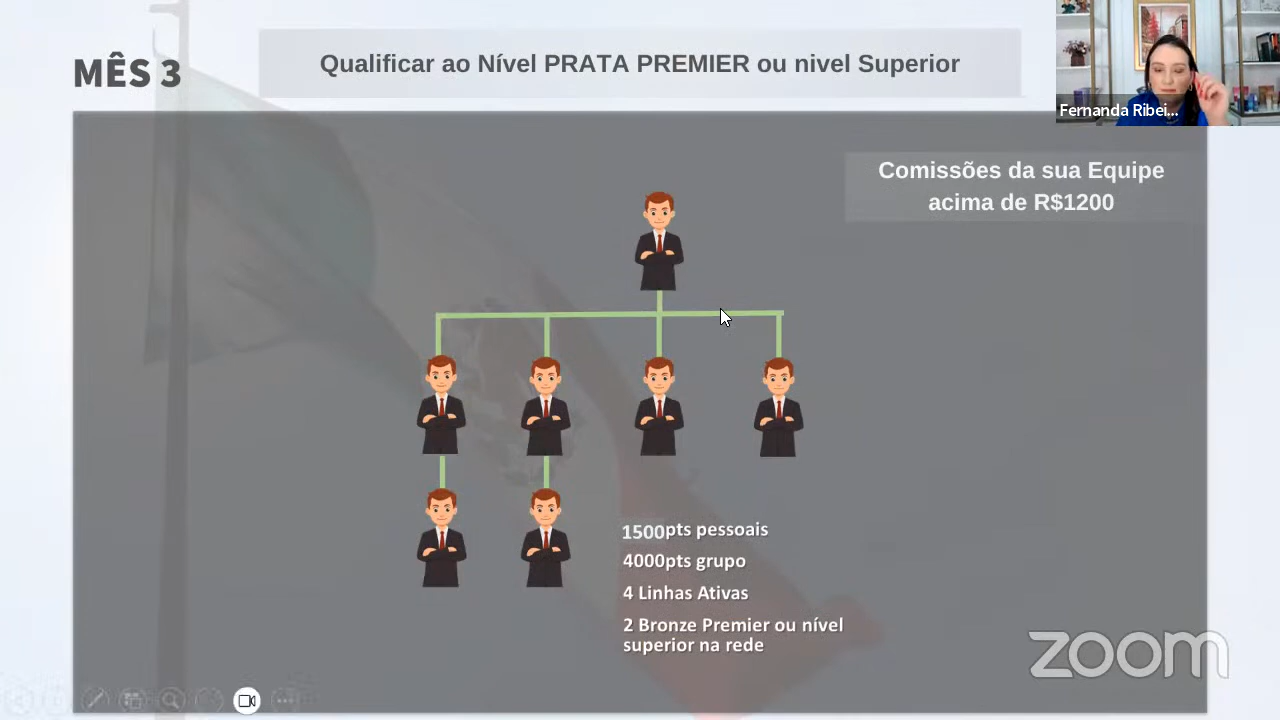 MÊS 3
Qualificar ao Nível PRATA PREMIER ou nivel Superior
Fernanda Ribei...
Comissões da sua Equipe
acima de R$1200
1500pts pessoais
4000pts grupo
4 Linhas Ativas
2 Bronze Premier ou nível
superior na rede
zoom